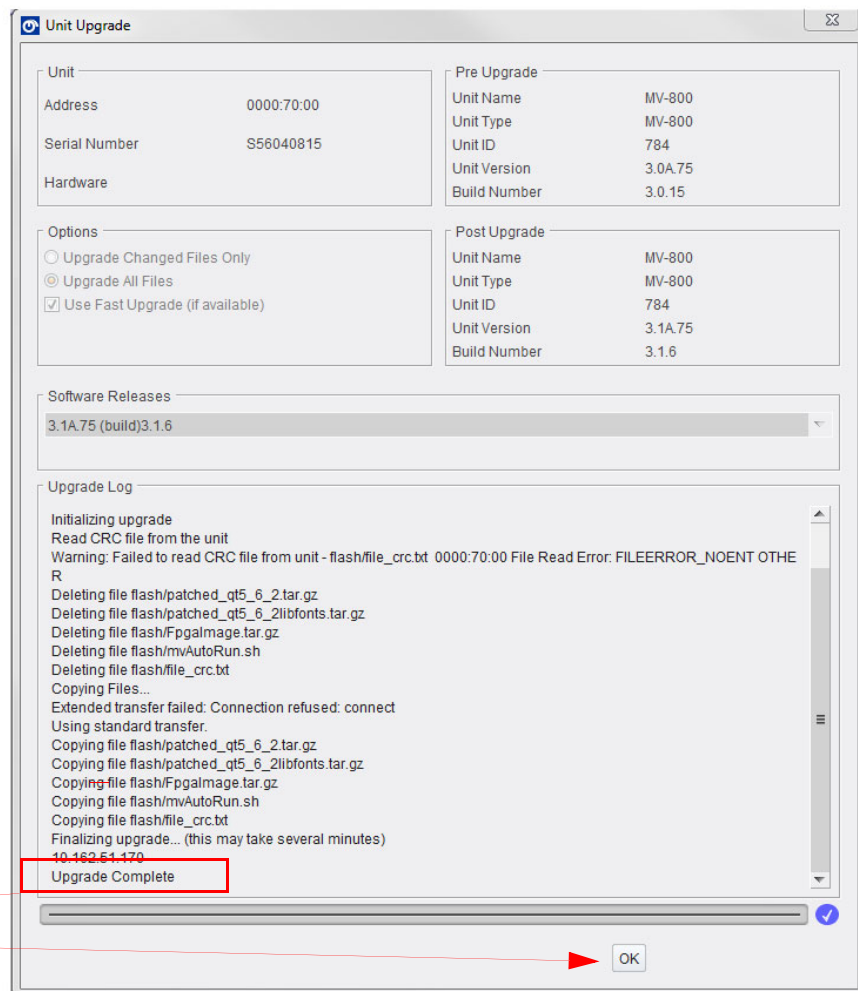 Unit Upgrade
Unit
Address 0000:70:00
Serial Number S56040815
Hardware
Pre Upgrade
Unit Name MV-800
Unit Type MV-800
Unit ID 784
Unit Version 3.0A.75
Build Number 3.0.15
Options
Upgrade Changed Files Only
Upgrade All Files
Use Fast Upgrade (if available)
Post Upgrade
Unit Name MV-800
Unit Type MV-800
Unit ID 784
Unit Version 3.1A.75
Build Number 3.1.6
Software Releases
3.1A.75 (build)3.1.6
Upgrade Log
Initializing upgrade
Read CRC file from the unit
Warning: Failed to read CRC file from unit - flash/file_crc.txt 0000:70:00 File Read Error: FILEERROR_NOENT OTHE
R
Deleting file flash/patched_qt5_6_2.tar.gz
Deleting file flash/patched_qt5_6_2libfonts.tar.gz
Deleting file flash/FpgaImage.tar.gz
Deleting file flash/mvAutoRun.sh
Deleting file flash/file_crc.txt
Copying Files...
Extended transfer failed: Connection refused: connect
Using standard transfer.
Copying file flash/patched_qt5_6_2.tar.gz
Copying file flash/patched_qt5_6_2libfonts.tar.gz
Copying file flash/FpgaImage.tar.gz
Copying file flash/mvAutoRun.sh
Copying file flash/file_crc.txt
Finalizing upgrade... (this may take several minutes)
10.162.51.170
Upgrade Complete
OK